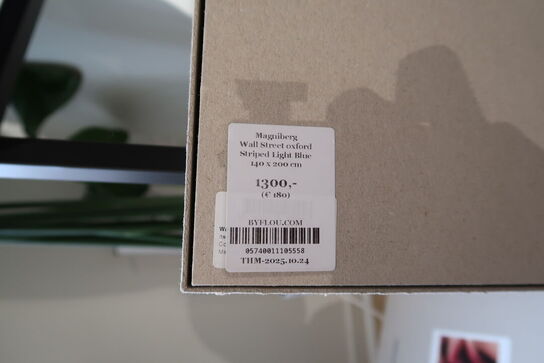 Magniberg
Wall Street oxford
Striped Light Blue
140 x 200 cm
1300,-
(€ 180)
BYFLOU.COM
05740011105558
THM-2025.10.24